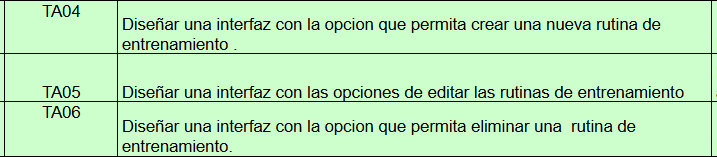 TA04
Diseñar una interfaz con la opcion que permita crear una nueva rutina de
entrenamiento .
TA05
Diseñar una interfaz con las opciones de editar las rutinas de entrenamiento
TA06
Diseñar una interfaz con la opcion que permita eliminar una  rutina de
entrenamiento.